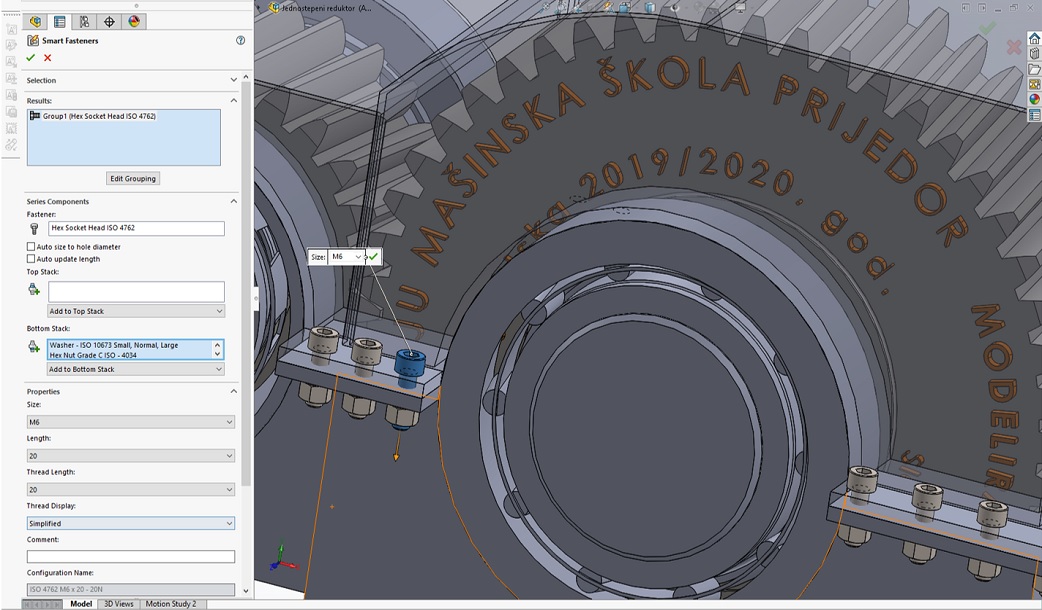 Jednostepeni reduktor (A...
Smart Fasteners
Selection
Results:
Group1 (Hex Socket Head ISO 4762)
Edit Grouping
Series Components
Fastener:
Hex Socket Head ISO 4762
Auto size to hole diameter
Auto update length
Top Stack:
Add to Top Stack
Bottom Stack:
Washer - ISO 10673 Small, Normal, Large
Hex Nut Grade C ISO - 4034
Add to Bottom Stack
Properties
Size:
M6
Length:
20
Thread Length:
20
Thread Display:
Simplified
Comment:
Configuration Name:
ISO 4762 M6 x 20 - 20N
Model
3D Views
Motion Study 2
Size: M6
JU MAŠINSKA ŠKOLA PRIJEDOR
2019/2020. god.
MODELIRA